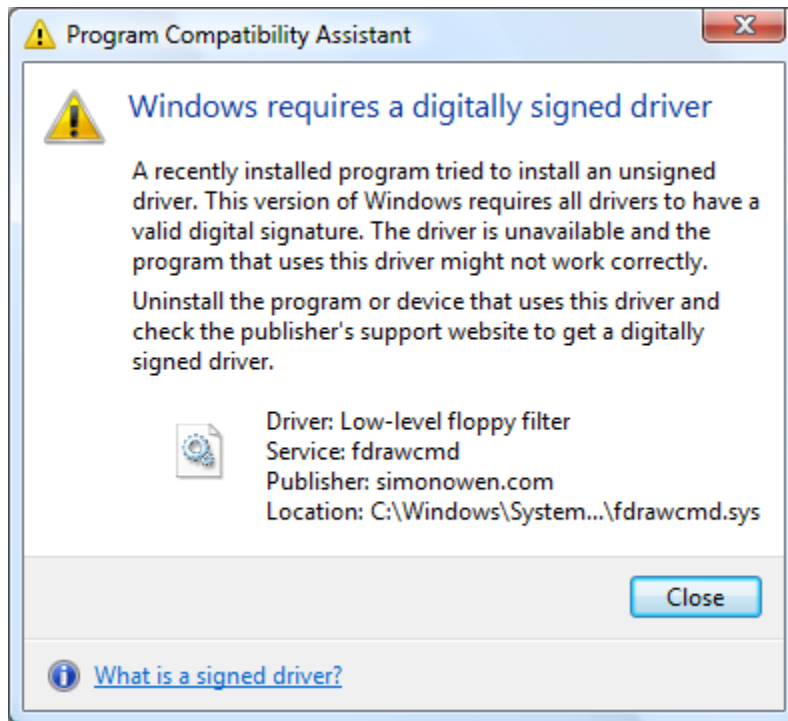 Program Compatibility Assistant
Windows requires a digitally signed driver
A recently installed program tried to install an unsigned
driver. This version of Windows requires all drivers to have a
valid digital signature. The driver is unavailable and the
program that uses this driver might not work correctly.
Uninstall the program or device that uses this driver and
check the publisher's support website to get a digitally
signed driver.
Driver: Low-level floppy filter
Service: fdrawcmd
Publisher: simonowen.com
Location: C:\Windows\System...\fdrawcmd.sys
Close
What is a signed driver?